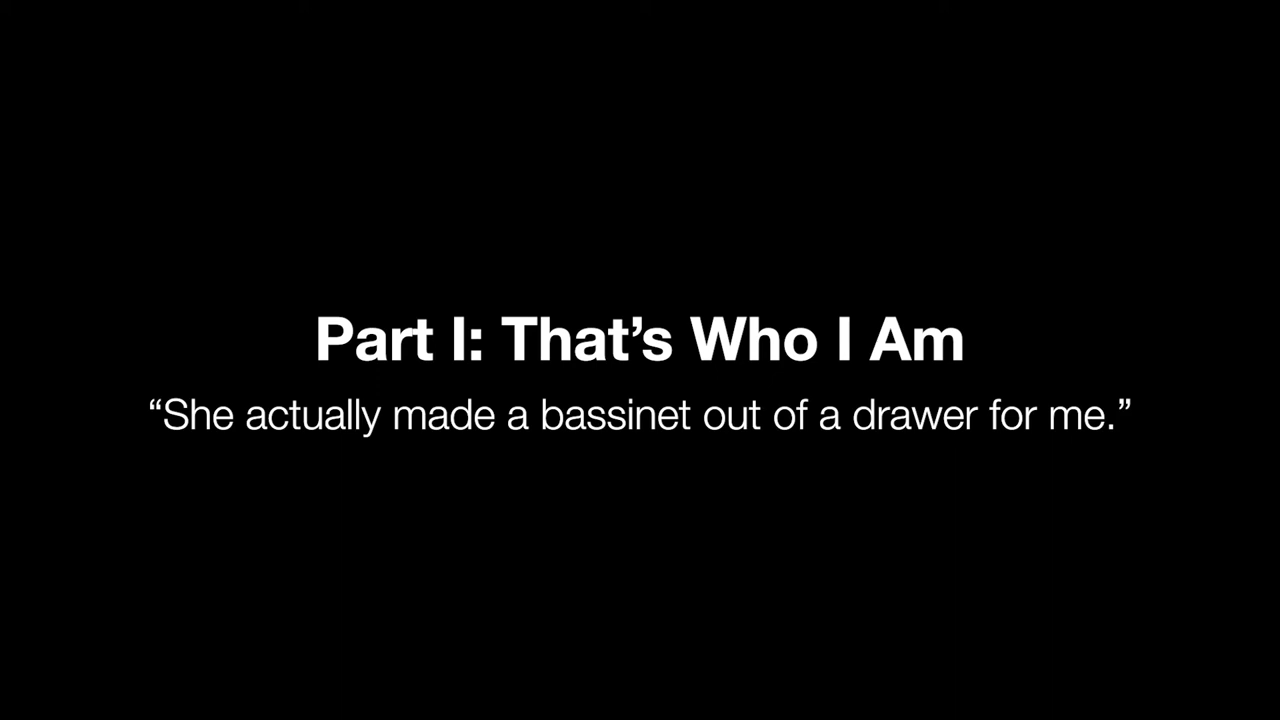 Part I: That’s Who I Am
“She actually made a bassinet out of a drawer for me.”